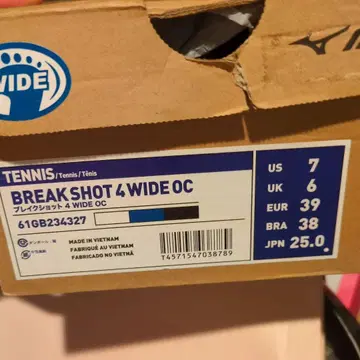 WIDE
TENNIS/Tennis/Tênis
BREAK SHOT 4 WIDE OC
ブレイクショット 4 WIDE OC
61GB234327
MADE IN VIETNAM
FABRIQUÉ AU VIETNAM
FABRICADO NO VIETNÃ
T4571547038789
US 7
UK 6
EUR 39
BRA 38
JPN 25.0